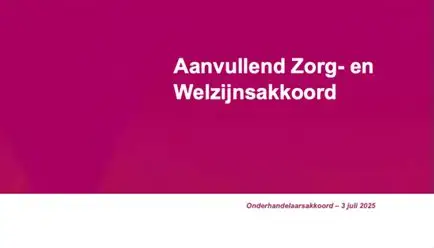 Aanvullend Zorg- en
Welzijnsakkoord
Onderhandelaarsakkoord – 3 juli 2025